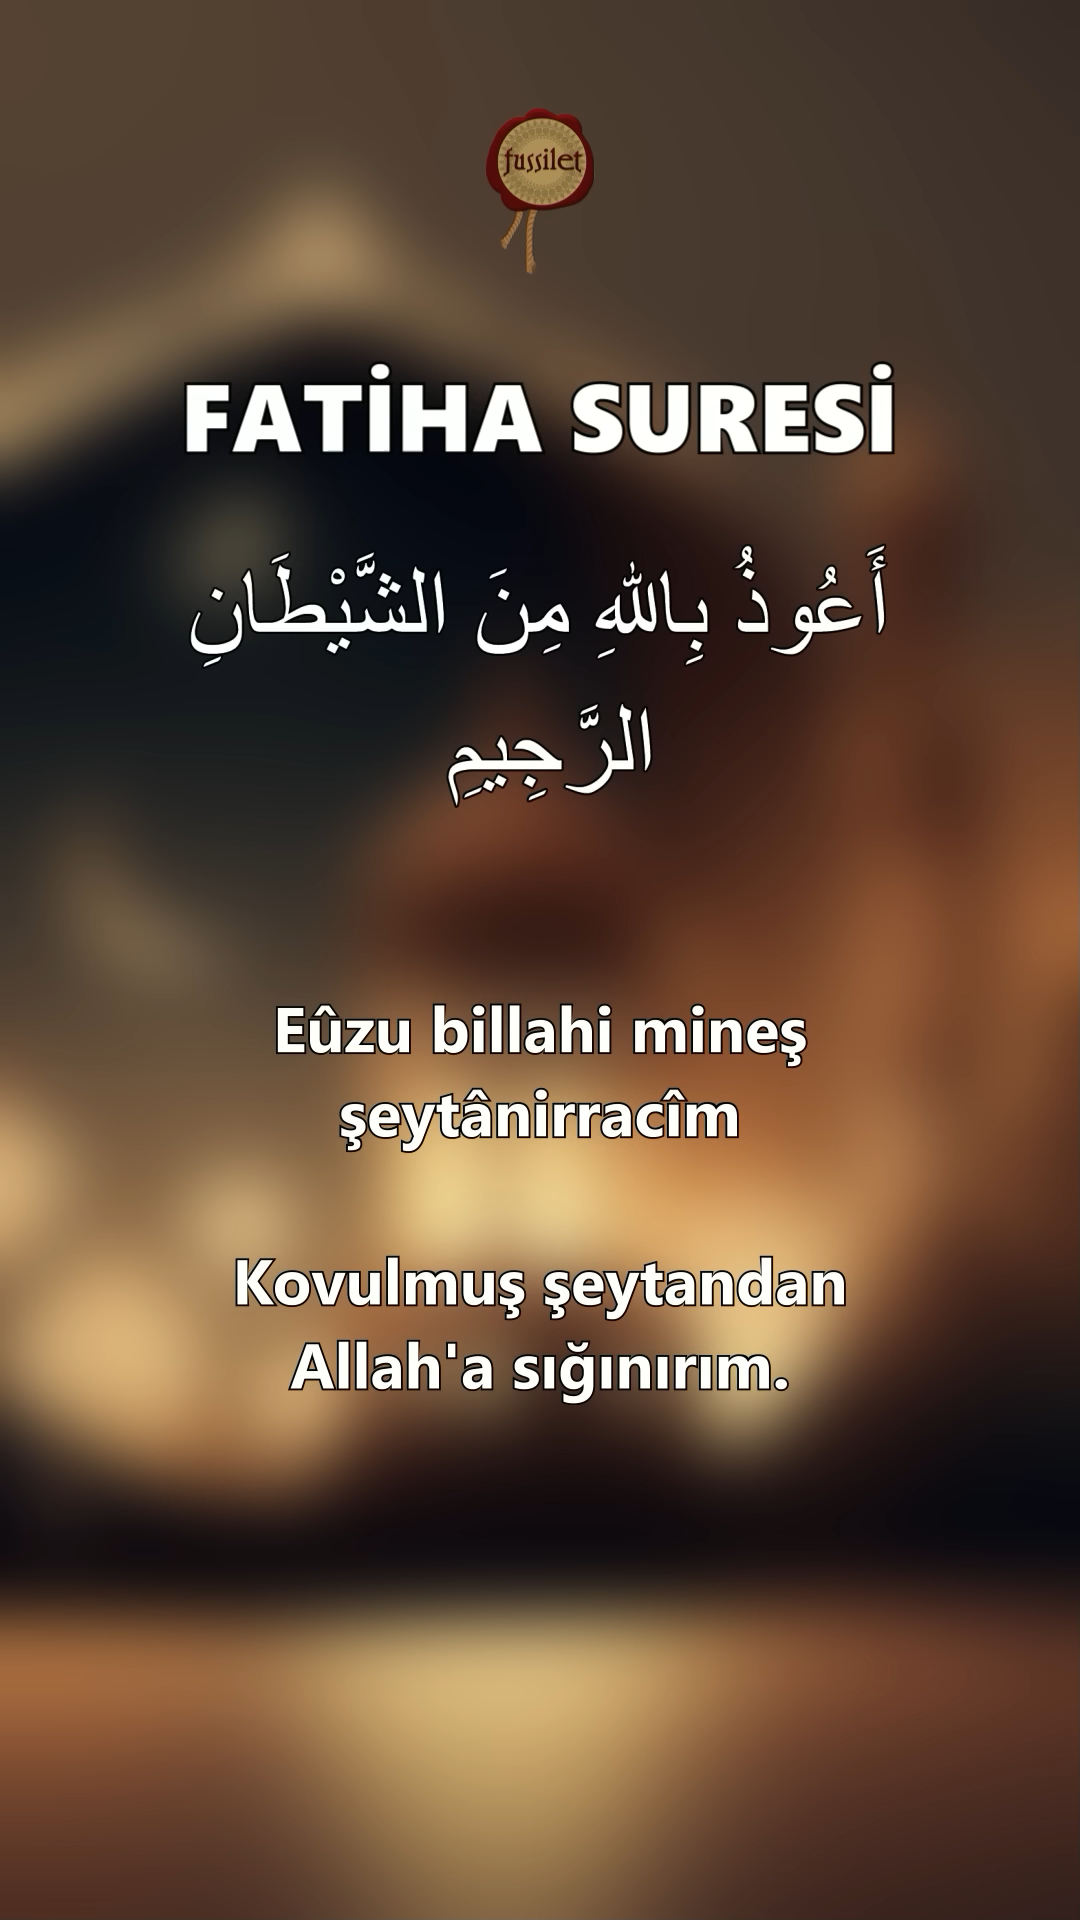 fussilet
FATİHA SURESİ
أَعُوذُ بِاللهِ مِنَ الشَّيْطَانِ
الرَّجِيمِ
Eûzu billahi mineş
şeytânirracîm
Kovulmuş şeytandan
Allah'a sığınırım.